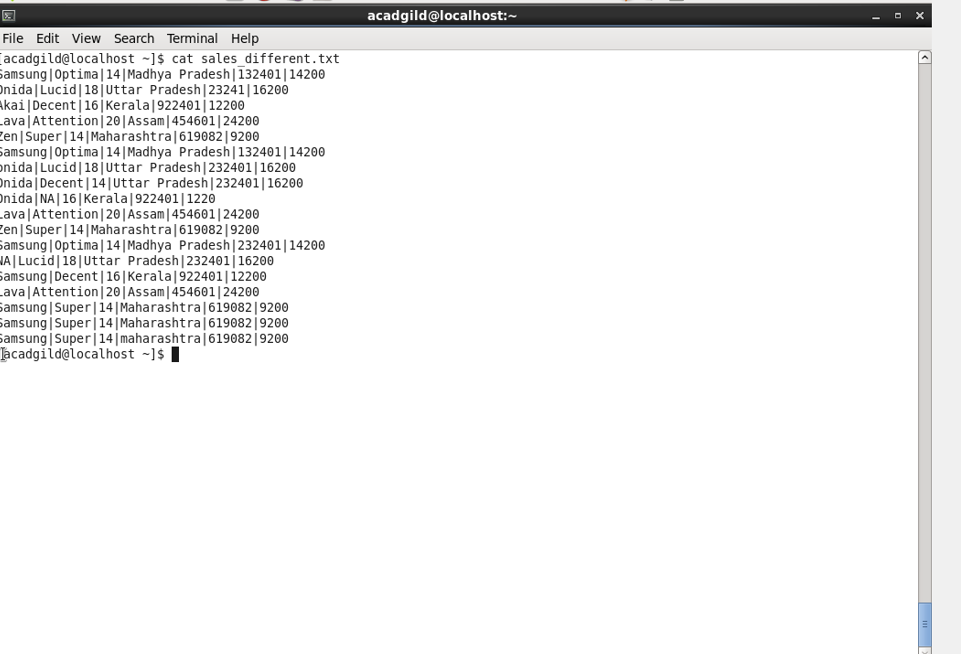 acadgild@localhost:~
File Edit View Search Terminal Help
[acadgild@localhost ~]$ cat sales_different.txt
Samsung|Optima|14|Madhya Pradesh|132401|14200
Onida|Lucid|18|Uttar Pradesh|23241|16200
Akai|Decent|16|Kerala|922401|12200
Lava|Attention|20|Assam|454601|24200
Zen|Super|14|Maharashtra|619082|9200
Samsung|Optima|14|Madhya Pradesh|132401|14200
onida|Lucid|18|Uttar Pradesh|232401|16200
Onida|Decent|14|Uttar Pradesh|232401|16200
Onida|NA|16|Kerala|922401|1220
Lava|Attention|20|Assam|454601|24200
Zen|Super|14|Maharashtra|619082|9200
Samsung|Optima|14|Madhya Pradesh|232401|14200
NA|Lucid|18|Uttar Pradesh|232401|16200
Samsung|Decent|16|Kerala|922401|12200
Lava|Attention|20|Assam|454601|24200
Samsung|Super|14|Maharashtra|619082|9200
Samsung|Super|14|Maharashtra|619082|9200
Samsung|Super|14|maharashtra|619082|9200
[acadgild@localhost ~]$